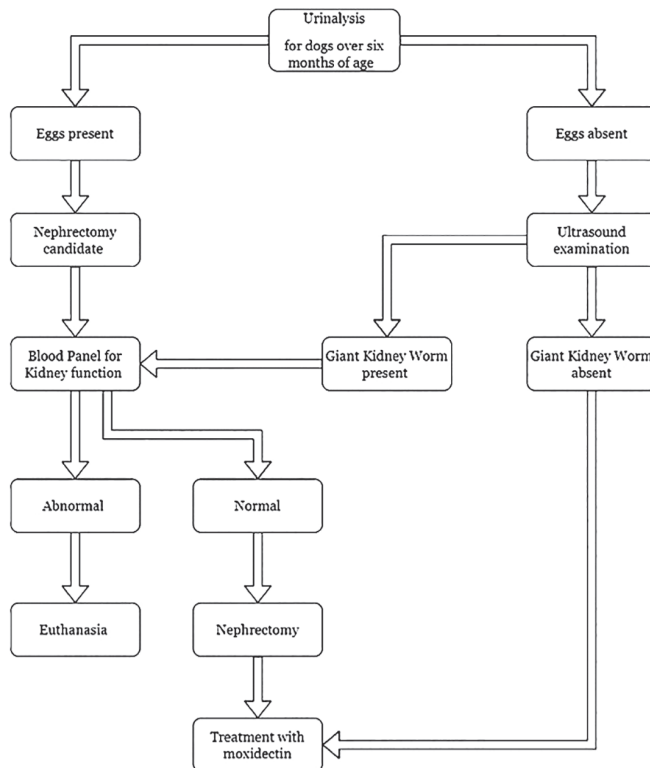 Urinalysis
for dogs over six
months of age
Eggs present
Eggs absent
Nephrectomy
candidate
Ultrasound
examination
Blood Panel for
Kidney function
Giant Kidney Worm
present
Giant Kidney Worm
absent
Abnormal
Normal
Euthanasia
Nephrectomy
Treatment with
moxidectin